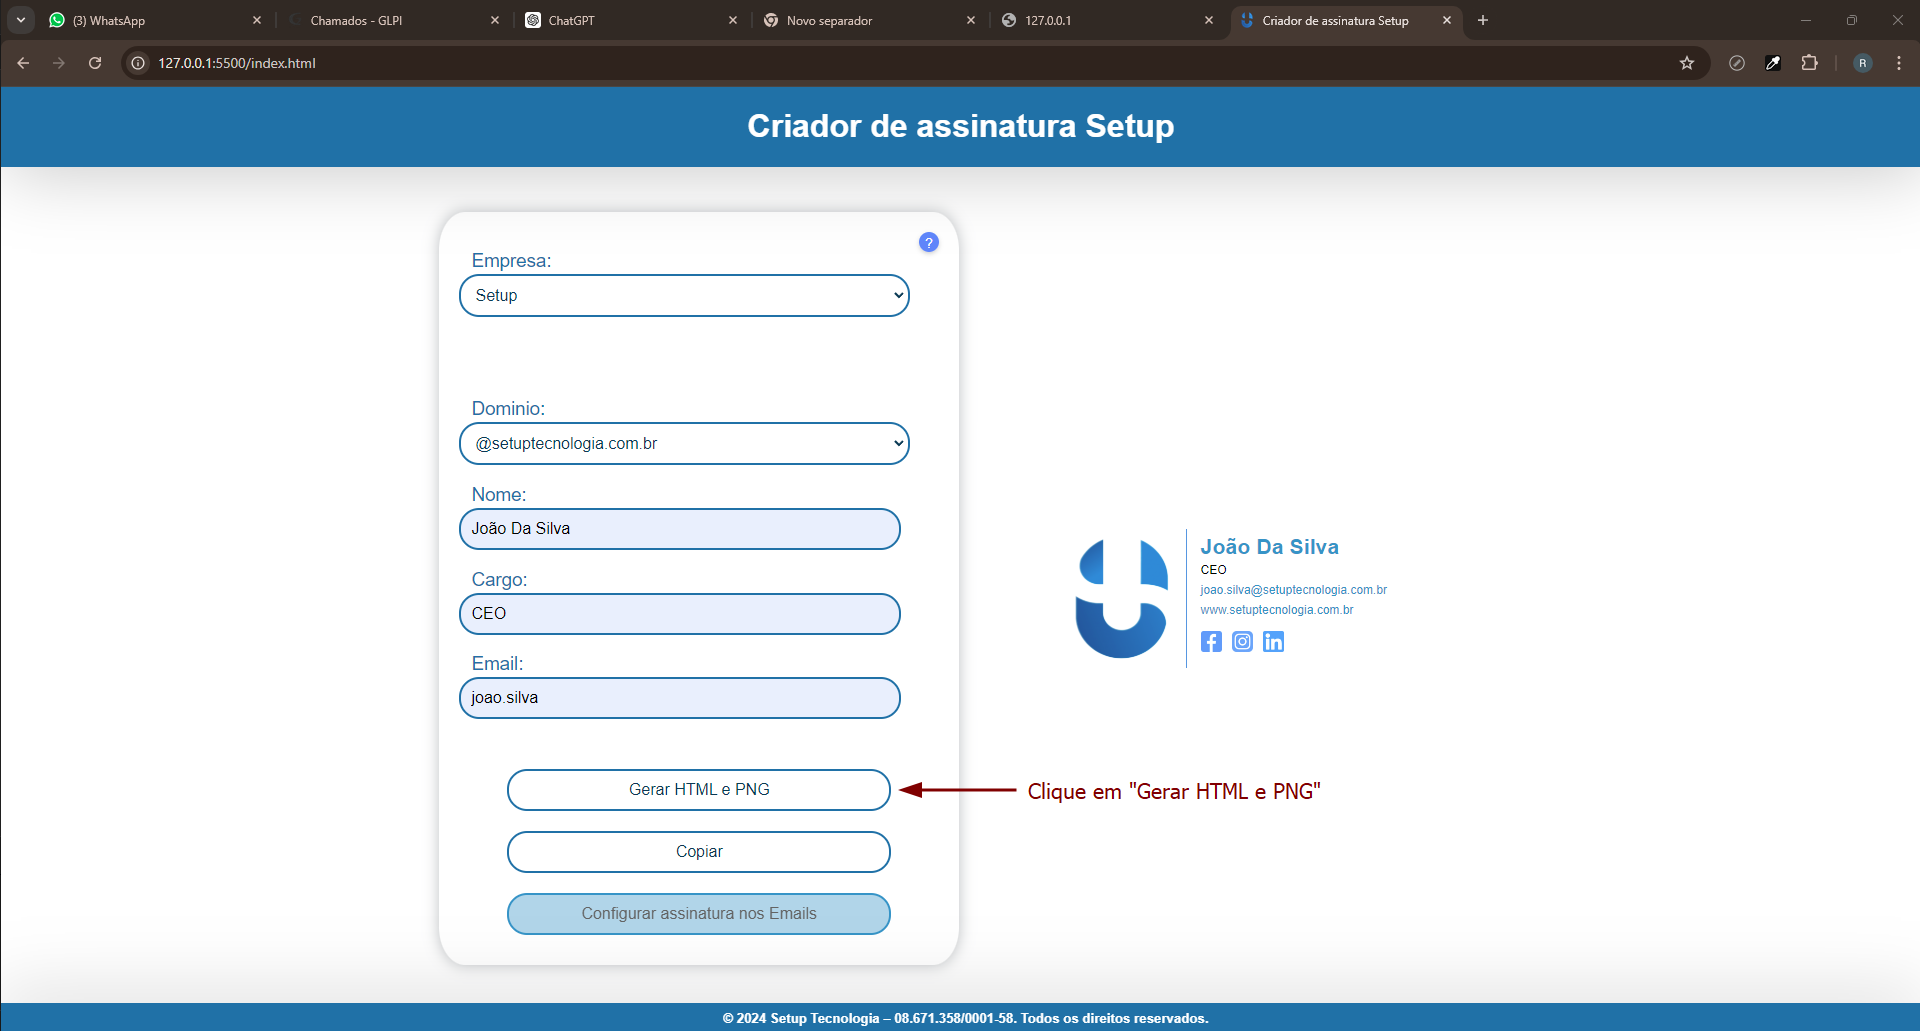 (3) WhatsApp
Chamados - GLPI
ChatGPT
Novo separador
127.0.0.1
Criador de assinatura Setup
127.0.0.1:5500/index.html
R
Criador de assinatura Setup
?
Empresa:
Setup
Dominio:
@setuptecnologia.com.br
Nome:
João Da Silva
Cargo:
CEO
Email:
joao.silva
João Da Silva
CEO
joao.silva@setuptecnologia.com.br
www.setuptecnologia.com.br
Gerar HTML e PNG
Clique em "Gerar HTML e PNG"
Copiar
Configurar assinatura nos Emails
© 2024 Setup Tecnologia – 08.671.358/0001-58. Todos os direitos reservados.